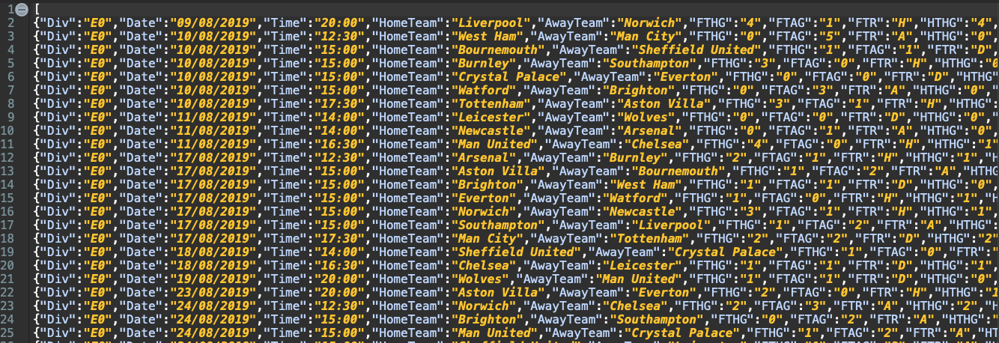 1 [
2 {"Div":"E0","Date":"09/08/2019","Time":"20:00","HomeTeam":"Liverpool","AwayTeam":"Norwich","FTHG":"4","FTAG":"1","FTR":"H","HTHG":"4",
3 {"Div":"E0","Date":"10/08/2019","Time":"12:30","HomeTeam":"West Ham","AwayTeam":"Man City","FTHG":"0","FTAG":"5","FTR":"A","HTHG":"0",
4 {"Div":"E0","Date":"10/08/2019","Time":"15:00","HomeTeam":"Bournemouth","AwayTeam":"Sheffield United","FTHG":"1","FTAG":"1","FTR":"D",
5 {"Div":"E0","Date":"10/08/2019","Time":"15:00","HomeTeam":"Burnley","AwayTeam":"Southampton","FTHG":"3","FTAG":"0","FTR":"H","HTHG":"0
6 {"Div":"E0","Date":"10/08/2019","Time":"15:00","HomeTeam":"Crystal Palace","AwayTeam":"Everton","FTHG":"0","FTAG":"0","FTR":"D","HTHG
7 {"Div":"E0","Date":"10/08/2019","Time":"15:00","HomeTeam":"Watford","AwayTeam":"Brighton","FTHG":"0","FTAG":"3","FTR":"A","HTHG":"0",
8 {"Div":"E0","Date":"10/08/2019","Time":"17:30","HomeTeam":"Tottenham","AwayTeam":"Aston Villa","FTHG":"3","FTAG":"1","FTR":"H","HTHG":
9 {"Div":"E0","Date":"11/08/2019","Time":"14:00","HomeTeam":"Leicester","AwayTeam":"Wolves","FTHG":"0","FTAG":"0","FTR":"D","HTHG":"0","
10 {"Div":"E0","Date":"11/08/2019","Time":"14:00","HomeTeam":"Newcastle","AwayTeam":"Arsenal","FTHG":"0","FTAG":"1","FTR":"A","HTHG":"0",
11 {"Div":"E0","Date":"11/08/2019","Time":"16:30","HomeTeam":"Man United","AwayTeam":"Chelsea","FTHG":"4","FTAG":"0","FTR":"H","HTHG":"1"
12 {"Div":"E0","Date":"17/08/2019","Time":"12:30","HomeTeam":"Arsenal","AwayTeam":"Burnley","FTHG":"2","FTAG":"1","FTR":"H","HTHG":"1","H
13 {"Div":"E0","Date":"17/08/2019","Time":"15:00","HomeTeam":"Aston Villa","AwayTeam":"Bournemouth","FTHG":"1","FTAG":"2","FTR":"A","HTHG
14 {"Div":"E0","Date":"17/08/2019","Time":"15:00","HomeTeam":"Brighton","AwayTeam":"West Ham","FTHG":"1","FTAG":"1","FTR":"D","HTHG":"0",
15 {"Div":"E0","Date":"17/08/2019","Time":"15:00","HomeTeam":"Everton","AwayTeam":"Watford","FTHG":"1","FTAG":"0","FTR":"H","HTHG":"1","H
16 {"Div":"E0","Date":"17/08/2019","Time":"15:00","HomeTeam":"Norwich","AwayTeam":"Newcastle","FTHG":"3","FTAG":"1","FTR":"H","HTHG":"1",
17 {"Div":"E0","Date":"17/08/2019","Time":"15:00","HomeTeam":"Southampton","AwayTeam":"Liverpool","FTHG":"1","FTAG":"2","FTR":"A","HTHG":
18 {"Div":"E0","Date":"17/08/2019","Time":"17:30","HomeTeam":"Man City","AwayTeam":"Tottenham","FTHG":"2","FTAG":"2","FTR":"D","HTHG":"2"
19 {"Div":"E0","Date":"18/08/2019","Time":"14:00","HomeTeam":"Sheffield United","AwayTeam":"Crystal Palace","FTHG":"1","FTAG":"0","FTR":"
20 {"Div":"E0","Date":"18/08/2019","Time":"16:30","HomeTeam":"Chelsea","AwayTeam":"Leicester","FTHG":"1","FTAG":"1","FTR":"D","HTHG":"1",
21 {"Div":"E0","Date":"19/08/2019","Time":"20:00","HomeTeam":"Wolves","AwayTeam":"Man United","FTHG":"1","FTAG":"1","FTR":"D","HTHG":"0",
22 {"Div":"E0","Date":"23/08/2019","Time":"20:00","HomeTeam":"Aston Villa","AwayTeam":"Everton","FTHG":"2","FTAG":"0","FTR":"H","HTHG":"1
23 {"Div":"E0","Date":"24/08/2019","Time":"12:30","HomeTeam":"Norwich","AwayTeam":"Chelsea","FTHG":"2","FTAG":"3","FTR":"A","HTHG":"2","H
24 {"Div":"E0","Date":"24/08/2019","Time":"15:00","HomeTeam":"Brighton","AwayTeam":"Southampton","FTHG":"0","FTAG":"2","FTR":"A","HTHG":"
25 {"Div":"E0","Date":"24/08/2019","Time":"15:00","HomeTeam":"Man United","AwayTeam":"Crystal Palace","FTHG":"1","FTAG":"2","FTR":"A","HT